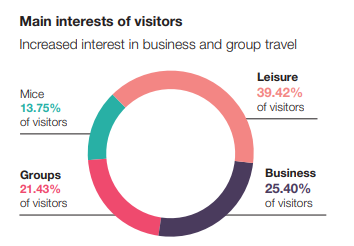 Main interests of visitors
Increased interest in business and group travel
Leisure
39.42%
of visitors
Mice
13.75%
of visitors
Groups
21.43%
of visitors
Business
25.40%
of visitors